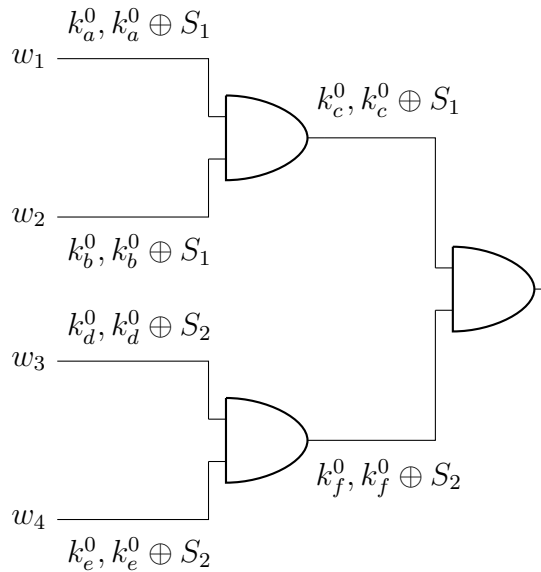 k_a^0, k_a^0 ⊕ S_1
w_1
k_c^0, k_c^0 ⊕ S_1
w_2
k_b^0, k_b^0 ⊕ S_1
k_d^0, k_d^0 ⊕ S_2
w_3
k_f^0, k_f^0 ⊕ S_2
w_4
k_e^0, k_e^0 ⊕ S_2